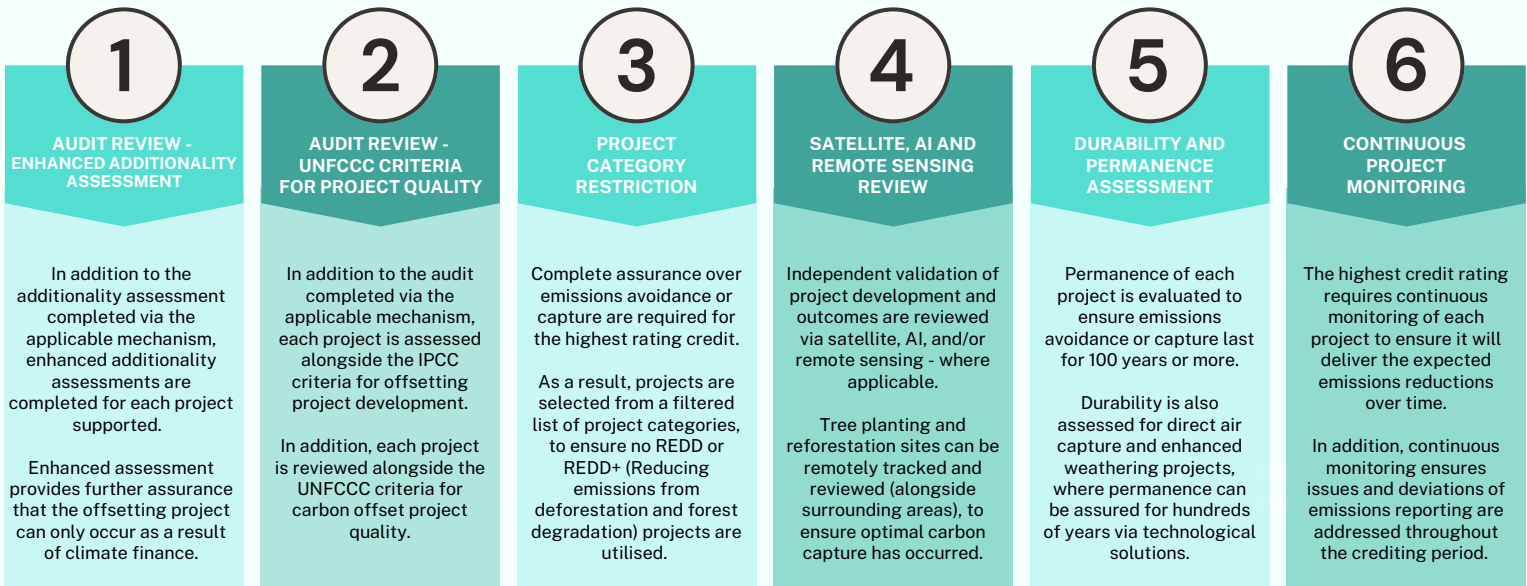 1
AUDIT REVIEW -
ENHANCED ADDITIONALITY
ASSESSMENT
In addition to the
additionality assessment
completed via the
applicable mechanism,
enhanced additionality
assessments are
completed for each project
supported.
Enhanced assessment
provides further assurance
that the offsetting project
can only occur as a result
of climate finance.
2
AUDIT REVIEW -
UNFCCC CRITERIA
FOR PROJECT QUALITY
In addition to the audit
completed via the
applicable mechanism,
each project is assessed
alongside the IPCC
criteria for offsetting
project development.
In addition, each project
is reviewed alongside the
UNFCCC criteria for
carbon offset project
quality.
3
PROJECT
CATEGORY
RESTRICTION
Complete assurance over
emissions avoidance or
capture are required for
the highest rating credit.
As a result, projects are
selected from a filtered
list of project categories,
to ensure no REDD or
REDD+ (Reducing
emissions from
deforestation and forest
degradation) projects are
utilised.
4
SATELLITE, AI AND
REMOTE SENSING
REVIEW
Independent validation of
project development and
outcomes are reviewed
via satellite, AI, and/or
remote sensing - where
applicable.
Tree planting and
reforestation sites can be
remotely tracked and
reviewed (alongside
surrounding areas), to
ensure optimal carbon
capture has occurred.
5
DURABILITY AND
PERMANENCE
ASSESSMENT
Permanence of each
project is evaluated to
ensure emissions
avoidance or capture last
for 100 years or more.
Durability is also
assessed for direct air
capture and enhanced
weathering projects,
where permanence can
be assured for hundreds
of years via technological
solutions.
6
CONTINUOUS
PROJECT
MONITORING
The highest credit rating
requires continuous
monitoring of each
project to ensure it will
deliver the expected
emissions reductions
over time.
In addition, continuous
monitoring ensures
issues and deviations of
emissions reporting are
addressed throughout
the crediting period.